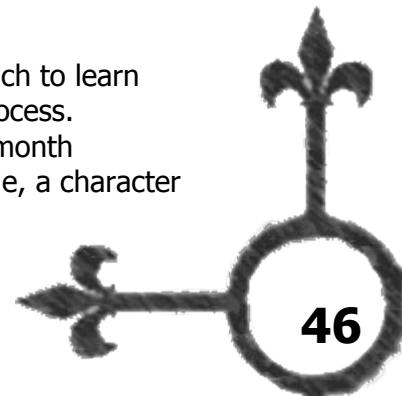 ch to learn
ocess.
month
e, a character
46